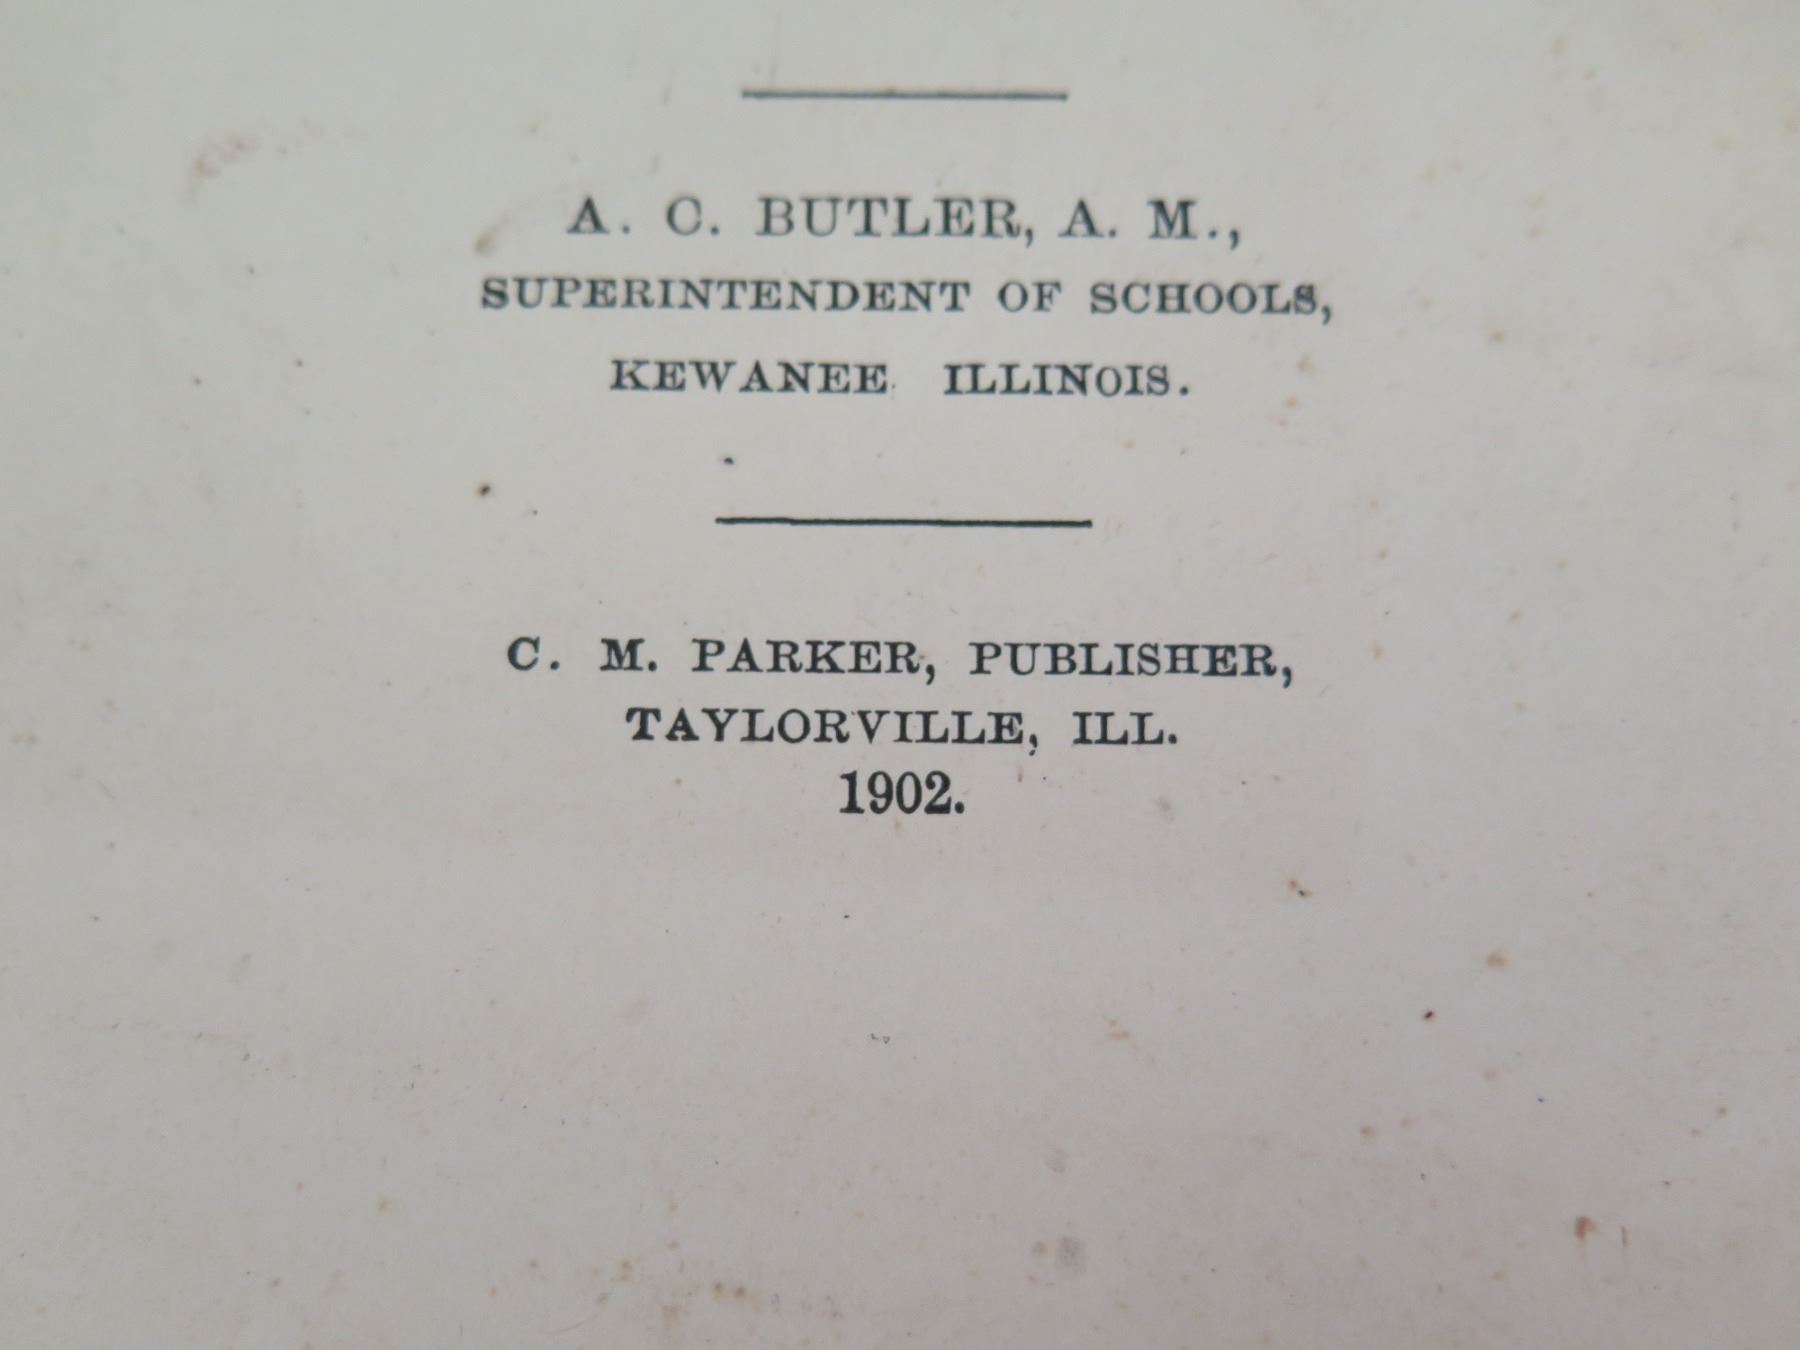 A. C. BUTLER, A. M.,
SUPERINTENDENT OF SCHOOLS,
KEWANEE ILLINOIS.
C. M. PARKER, PUBLISHER,
TAYLORVILLE, ILL.
1902.